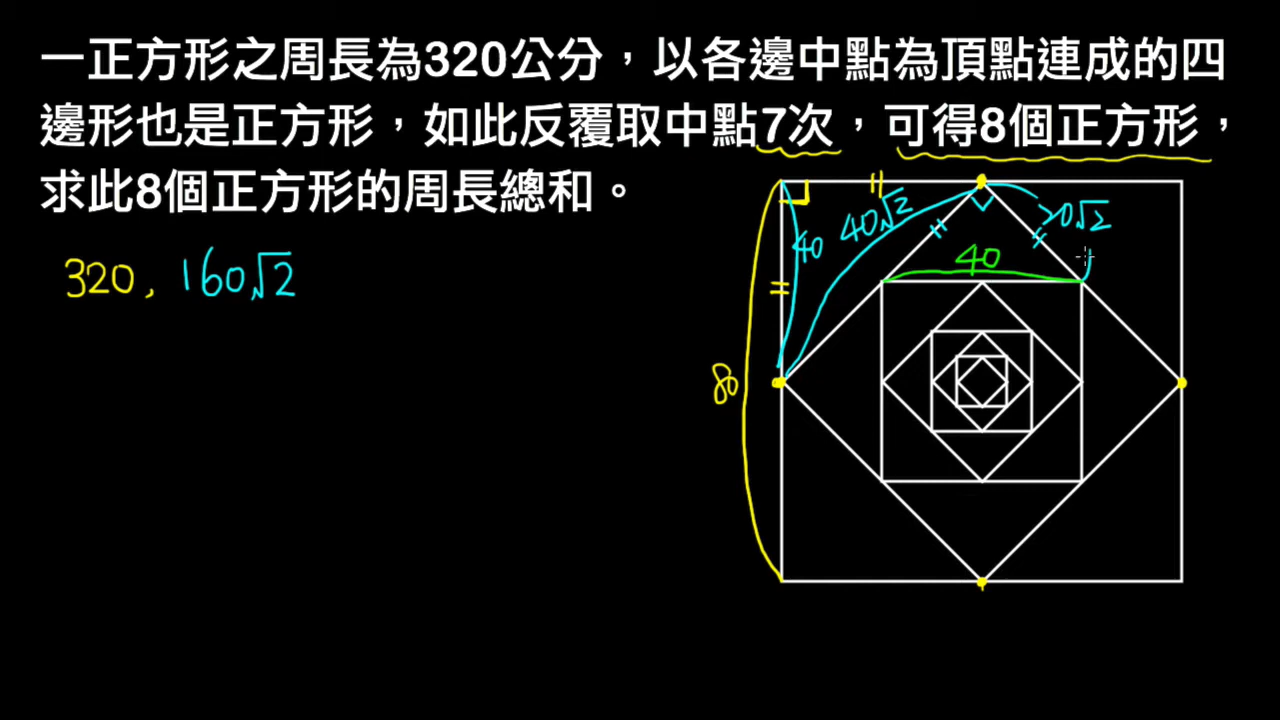 一正方形之周長為320公分，以各邊中點為頂點連成的四
邊形也是正方形，如此反覆取中點7次，可得8個正方形，
求此8個正方形的周長總和。
320, 160√2
40√2
20√2
40
40
80